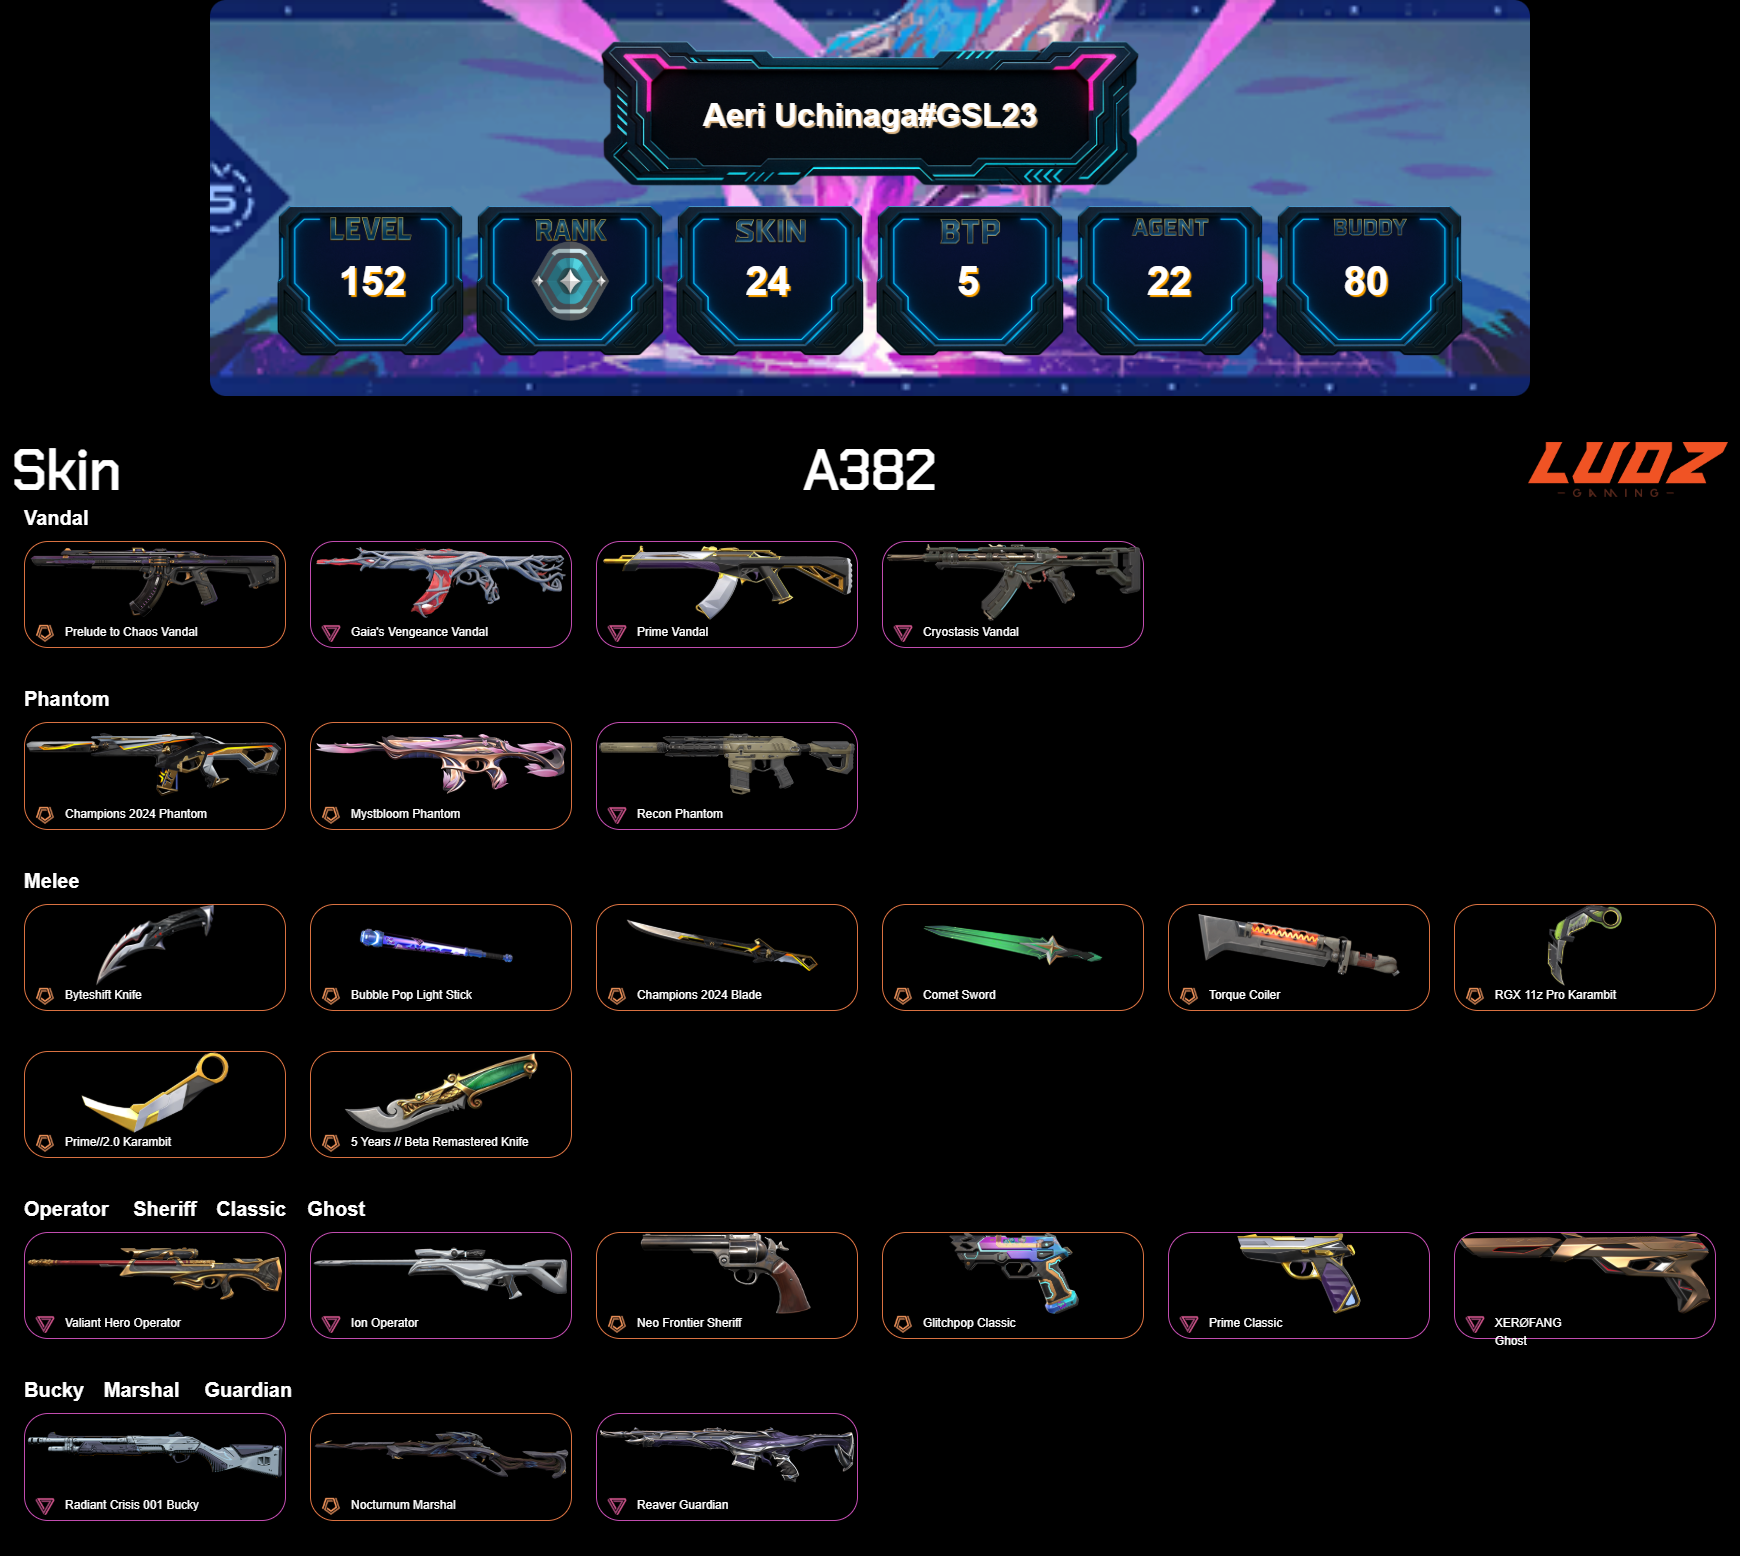 Aeri Uchinaga#GSL23
LEVEL RANK SKIN BTP AGENT BUDDY
152 24 5 22 80
5
Skin A382 LUDZ
-GAMING-
Vandal
Prelude to Chaos Vandal Gaia's Vengeance Vandal Prime Vandal Cryostasis Vandal
Phantom
Champions 2024 Phantom Mystbloom Phantom Recon Phantom
Melee
Byteshift Knife Bubble Pop Light Stick Champions 2024 Blade Comet Sword Torque Coiler RGX 11z Pro Karambit
Prime//2.0 Karambit 5 Years // Beta Remastered Knife
Operator Sheriff Classic Ghost
Valiant Hero Operator Ion Operator Neo Frontier Sheriff Glitchpop Classic Prime Classic XERØFANG
Ghost
Bucky Marshal Guardian
Radiant Crisis 001 Bucky Nocturnum Marshal Reaver Guardian